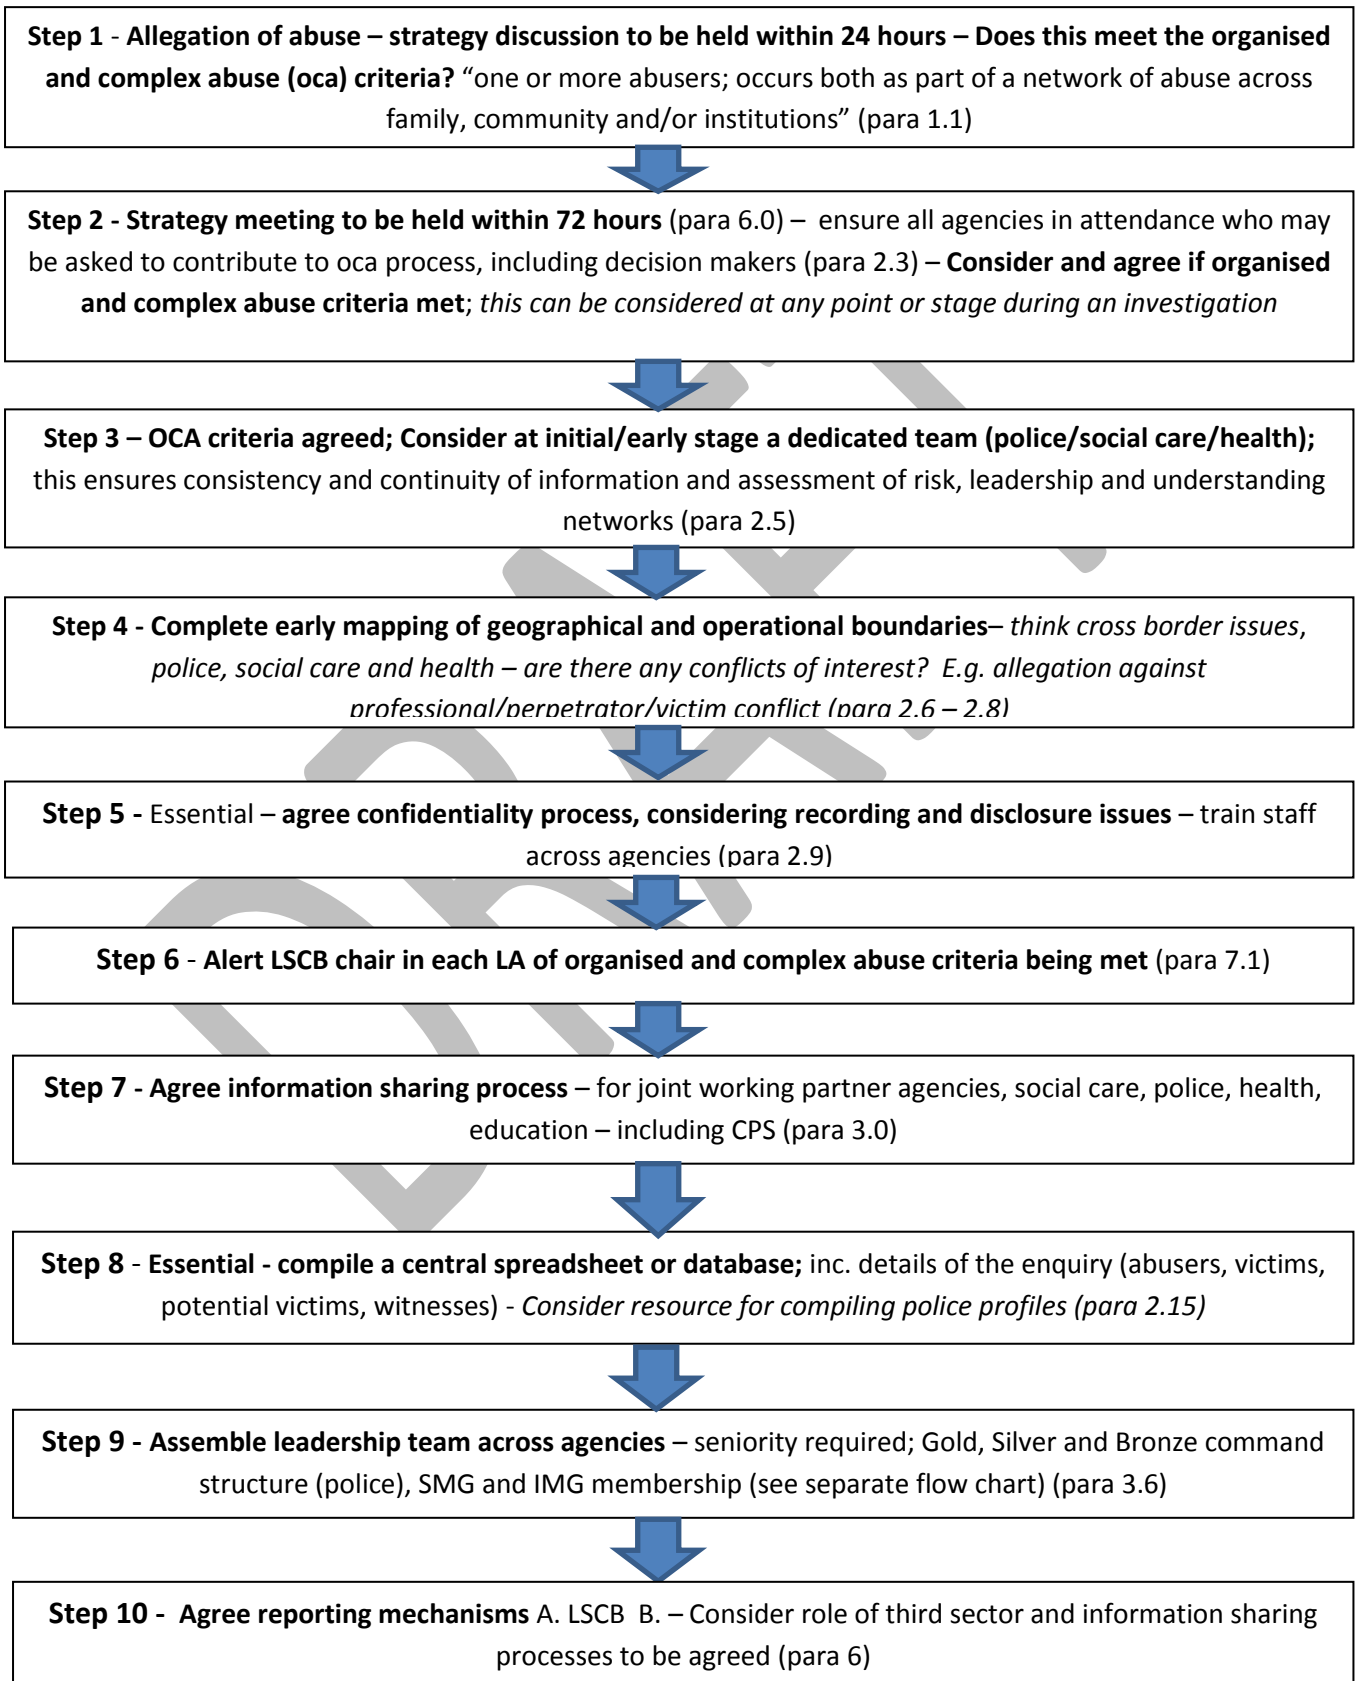 Step 1 - Allegation of abuse – strategy discussion to be held within 24 hours – Does this meet the organised
and complex abuse (oca) criteria? “one or more abusers; occurs both as part of a network of abuse across
family, community and/or institutions” (para 1.1)
Step 2 - Strategy meeting to be held within 72 hours (para 6.0) – ensure all agencies in attendance who may
be asked to contribute to oca process, including decision makers (para 2.3) – Consider and agree if organised
and complex abuse criteria met; this can be considered at any point or stage during an investigation
Step 3 – OCA criteria agreed; Consider at initial/early stage a dedicated team (police/social care/health);
this ensures consistency and continuity of information and assessment of risk, leadership and understanding
networks (para 2.5)
Step 4 - Complete early mapping of geographical and operational boundaries– think cross border issues,
police, social care and health – are there any conflicts of interest? E.g. allegation against
professional/perpetrator/victim conflict (para 2.6 – 2.8)
Step 5 - Essential – agree confidentiality process, considering recording and disclosure issues – train staff
across agencies (para 2.9)
Step 6 - Alert LSCB chair in each LA of organised and complex abuse criteria being met (para 7.1)
Step 7 - Agree information sharing process – for joint working partner agencies, social care, police, health,
education – including CPS (para 3.0)
Step 8 - Essential - compile a central spreadsheet or database; inc. details of the enquiry (abusers, victims,
potential victims, witnesses) - Consider resource for compiling police profiles (para 2.15)
Step 9 - Assemble leadership team across agencies – seniority required; Gold, Silver and Bronze command
structure (police), SMG and IMG membership (see separate flow chart) (para 3.6)
Step 10 - Agree reporting mechanisms A. LSCB B. – Consider role of third sector and information sharing
processes to be agreed (para 6)
DRAFT